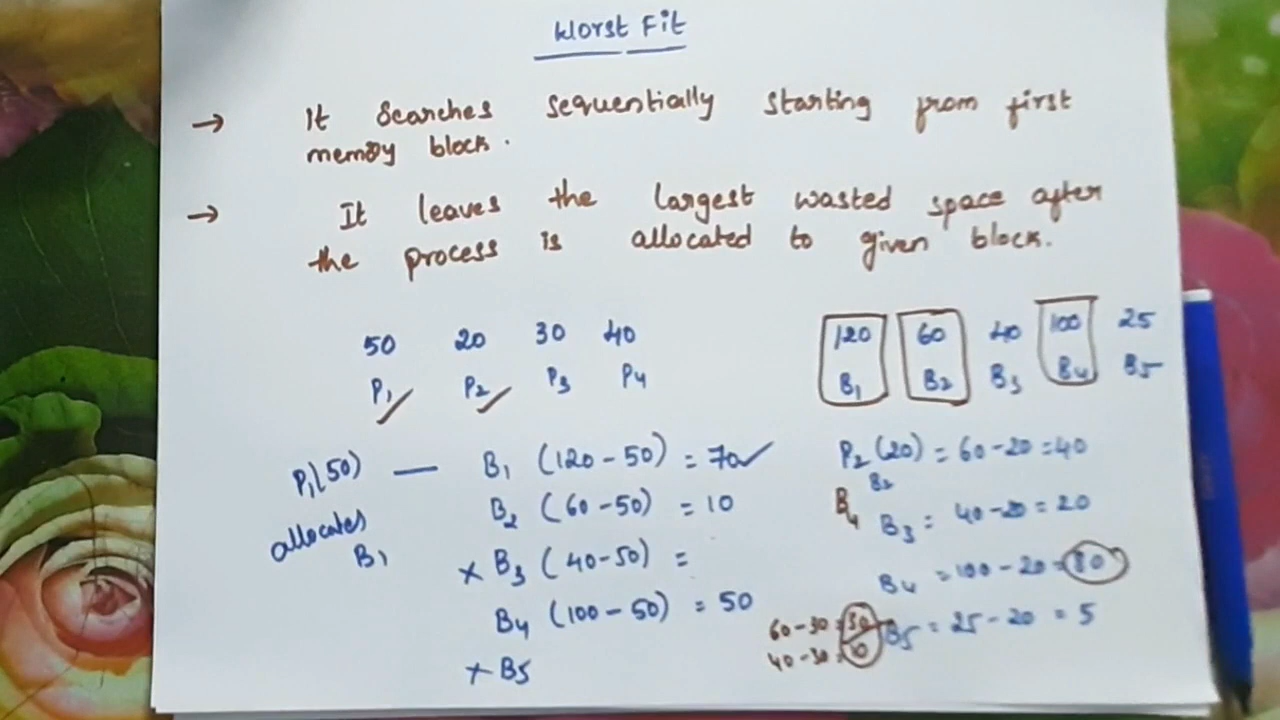 Worst Fit
→ It searches sequentially starting from first
memory block.
→ It leaves the largest wasted space after
the process is allocated to given block.
50 20 30 40
P1 P2 P3 P4
120 60 40 100 25
B1 B2 B3 B4 B5
P1(50) — B1 (120-50) = 70 ✓
allocates B1
B2 (60-50) = 10
× B3 (40-50) =
B4 (100-50) = 50
× B5
P2(20) = 60-20 = 40
B2
B4
B3 = 40-20 = 20
B4 = 100-20 = 80
B5 = 25-20 = 5
60-30 = 30
40-30 = 10